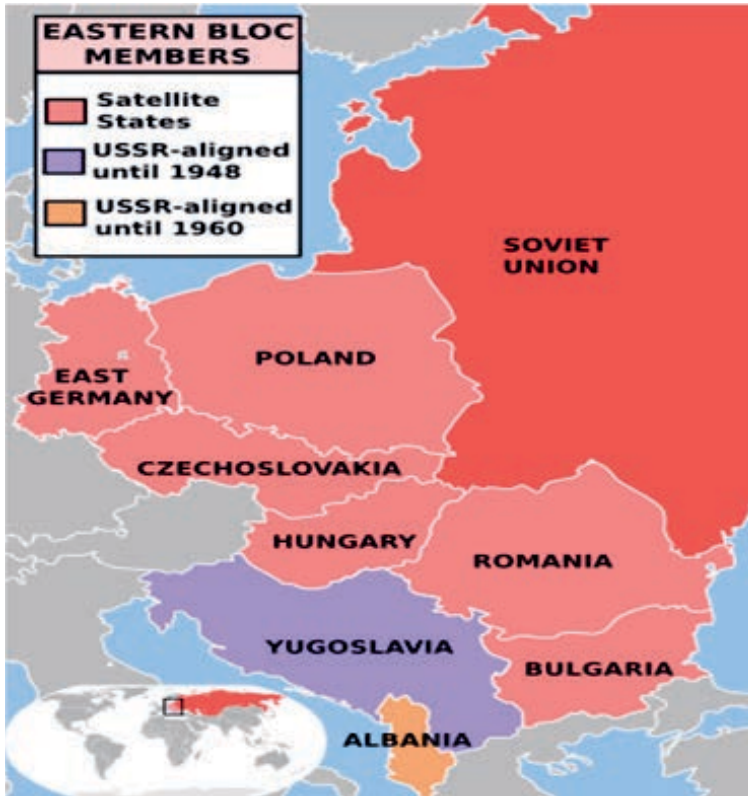 EASTERN BLOC
MEMBERS
Satellite
States
USSR-aligned
until 1948
USSR-aligned
until 1960
SOVIET
UNION
POLAND
EAST
GERMANY
CZECHOSLOVAKIA
HUNGARY
ROMANIA
YUGOSLAVIA
BULGARIA
ALBANIA